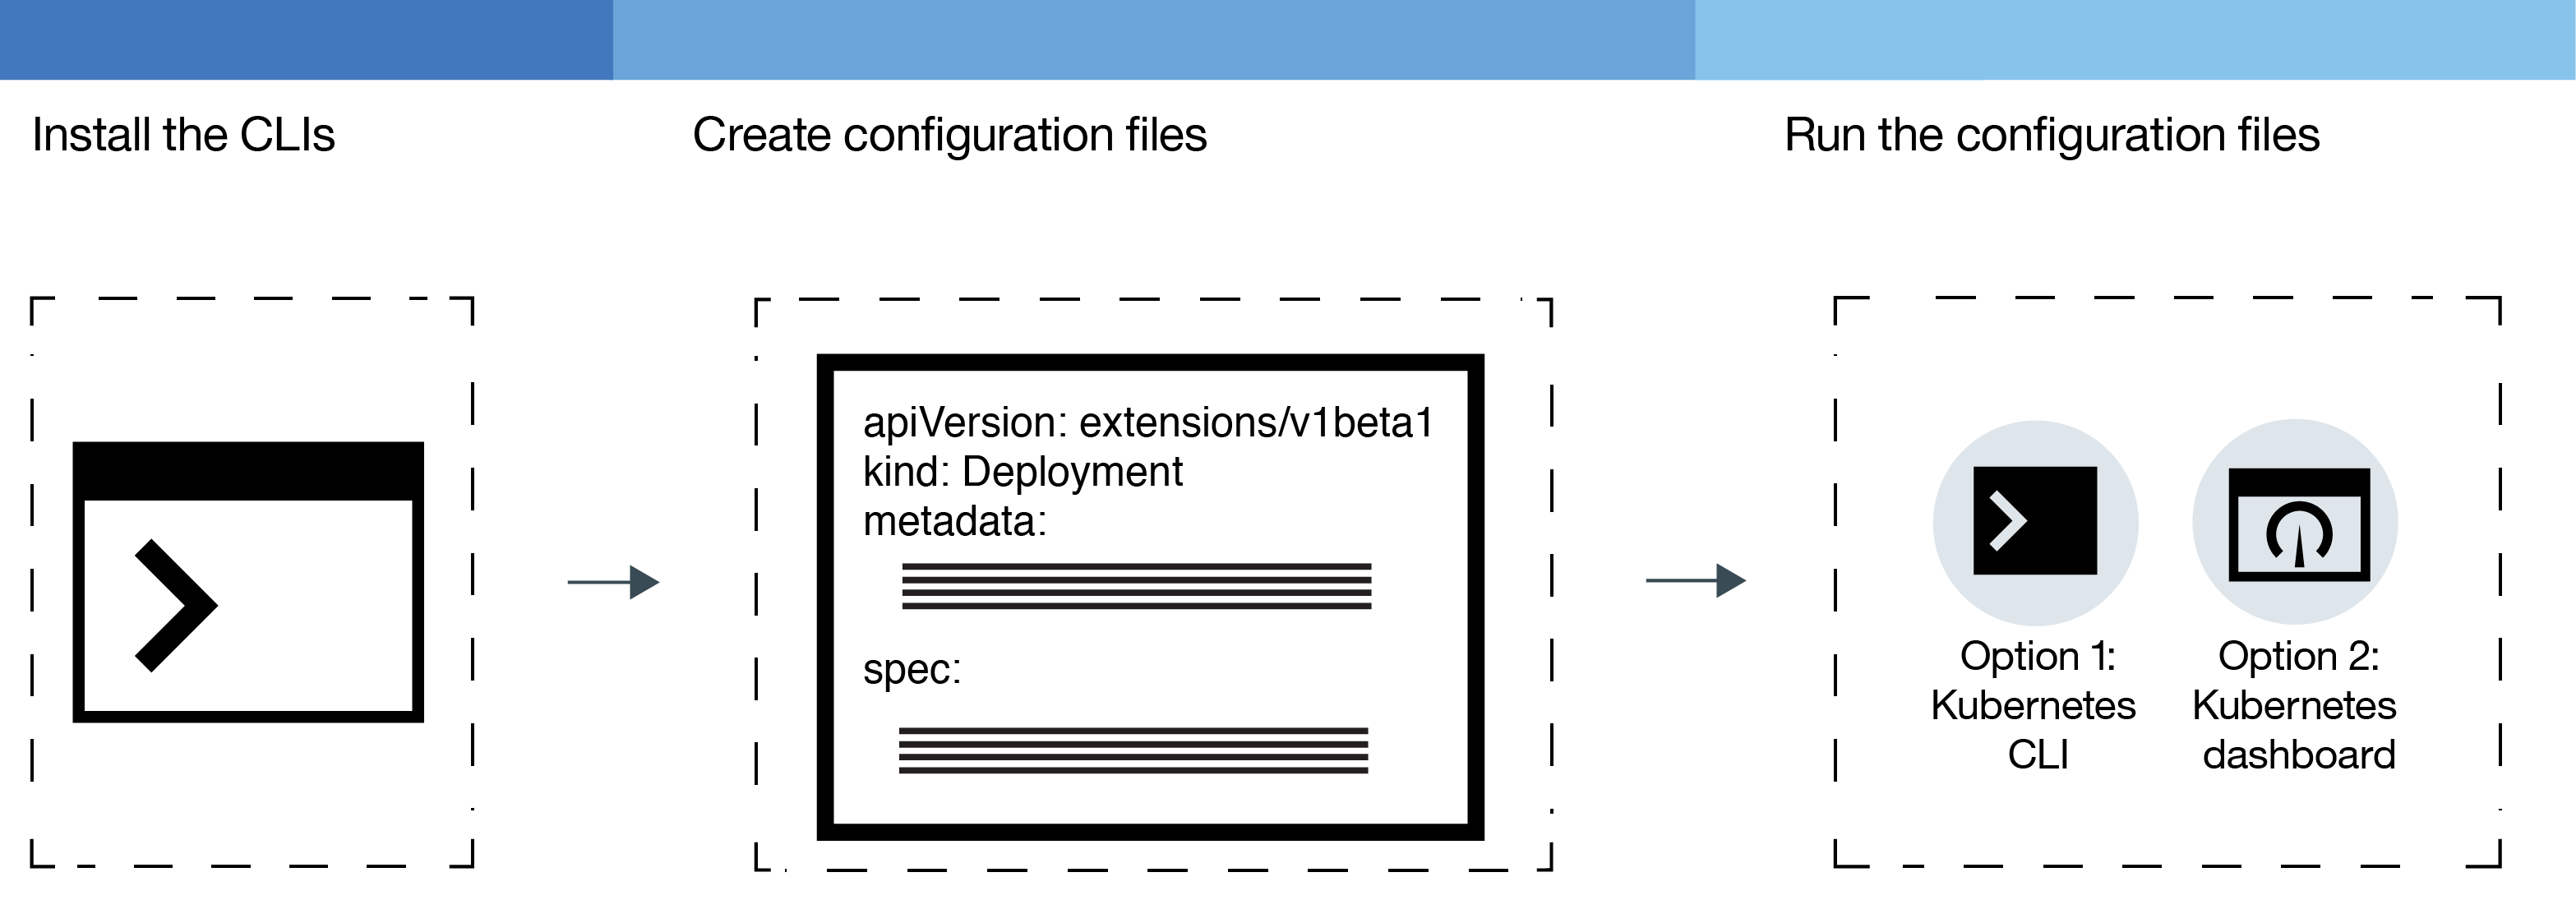 Install the CLIs
Create configuration files
Run the configuration files
apiVersion: extensions/v1beta1
kind: Deployment
metadata:
spec:
Option 1:
Kubernetes
CLI
Option 2:
Kubernetes
dashboard